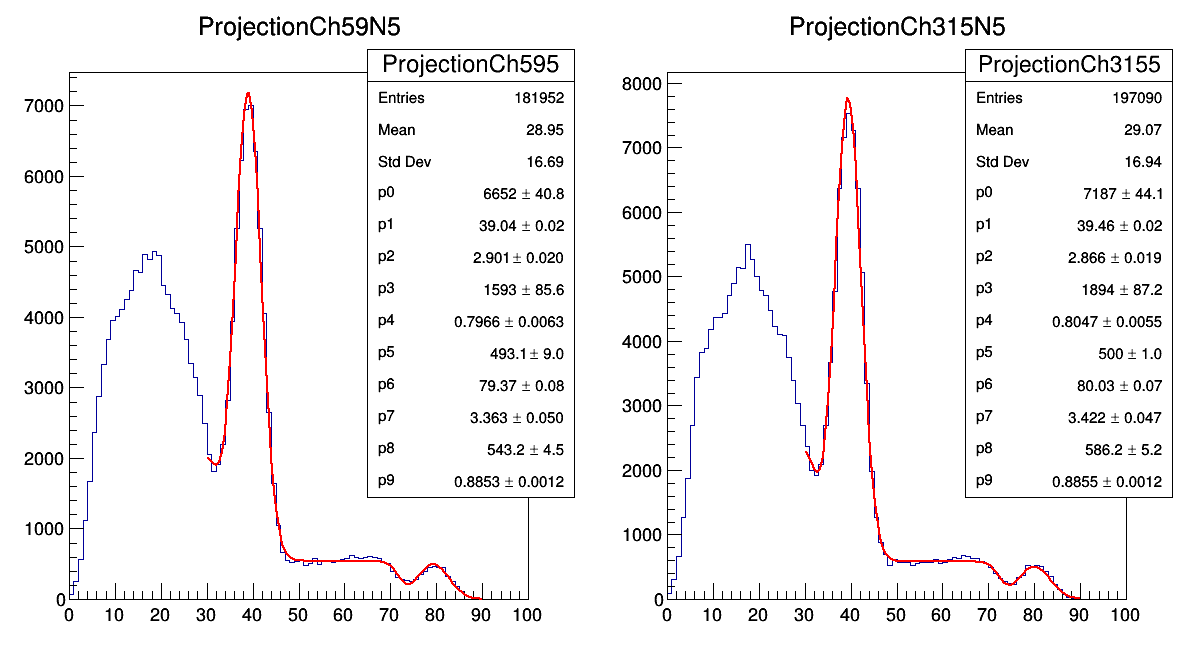 ProjectionCh59N5
ProjectionCh595
Entries 181952
Mean 28.95
Std Dev 16.69
p0 6652 ± 40.8
p1 39.04 ± 0.02
p2 2.901 ± 0.020
p3 1593 ± 85.6
p4 0.7966 ± 0.0063
p5 493.1 ± 9.0
p6 79.37 ± 0.08
p7 3.363 ± 0.050
p8 543.2 ± 4.5
p9 0.8853 ± 0.0012
7000
6000
5000
4000
3000
2000
1000
0
0 10 20 30 40 50 60 70 80 90 100
ProjectionCh315N5
ProjectionCh3155
Entries 197090
Mean 29.07
Std Dev 16.94
p0 7187 ± 44.1
p1 39.46 ± 0.02
p2 2.866 ± 0.019
p3 1894 ± 87.2
p4 0.8047 ± 0.0055
p5 500 ± 1.0
p6 80.03 ± 0.07
p7 3.422 ± 0.047
p8 586.2 ± 5.2
p9 0.8855 ± 0.0012
8000
7000
6000
5000
4000
3000
2000
1000
0
0 10 20 30 40 50 60 70 80 90 100